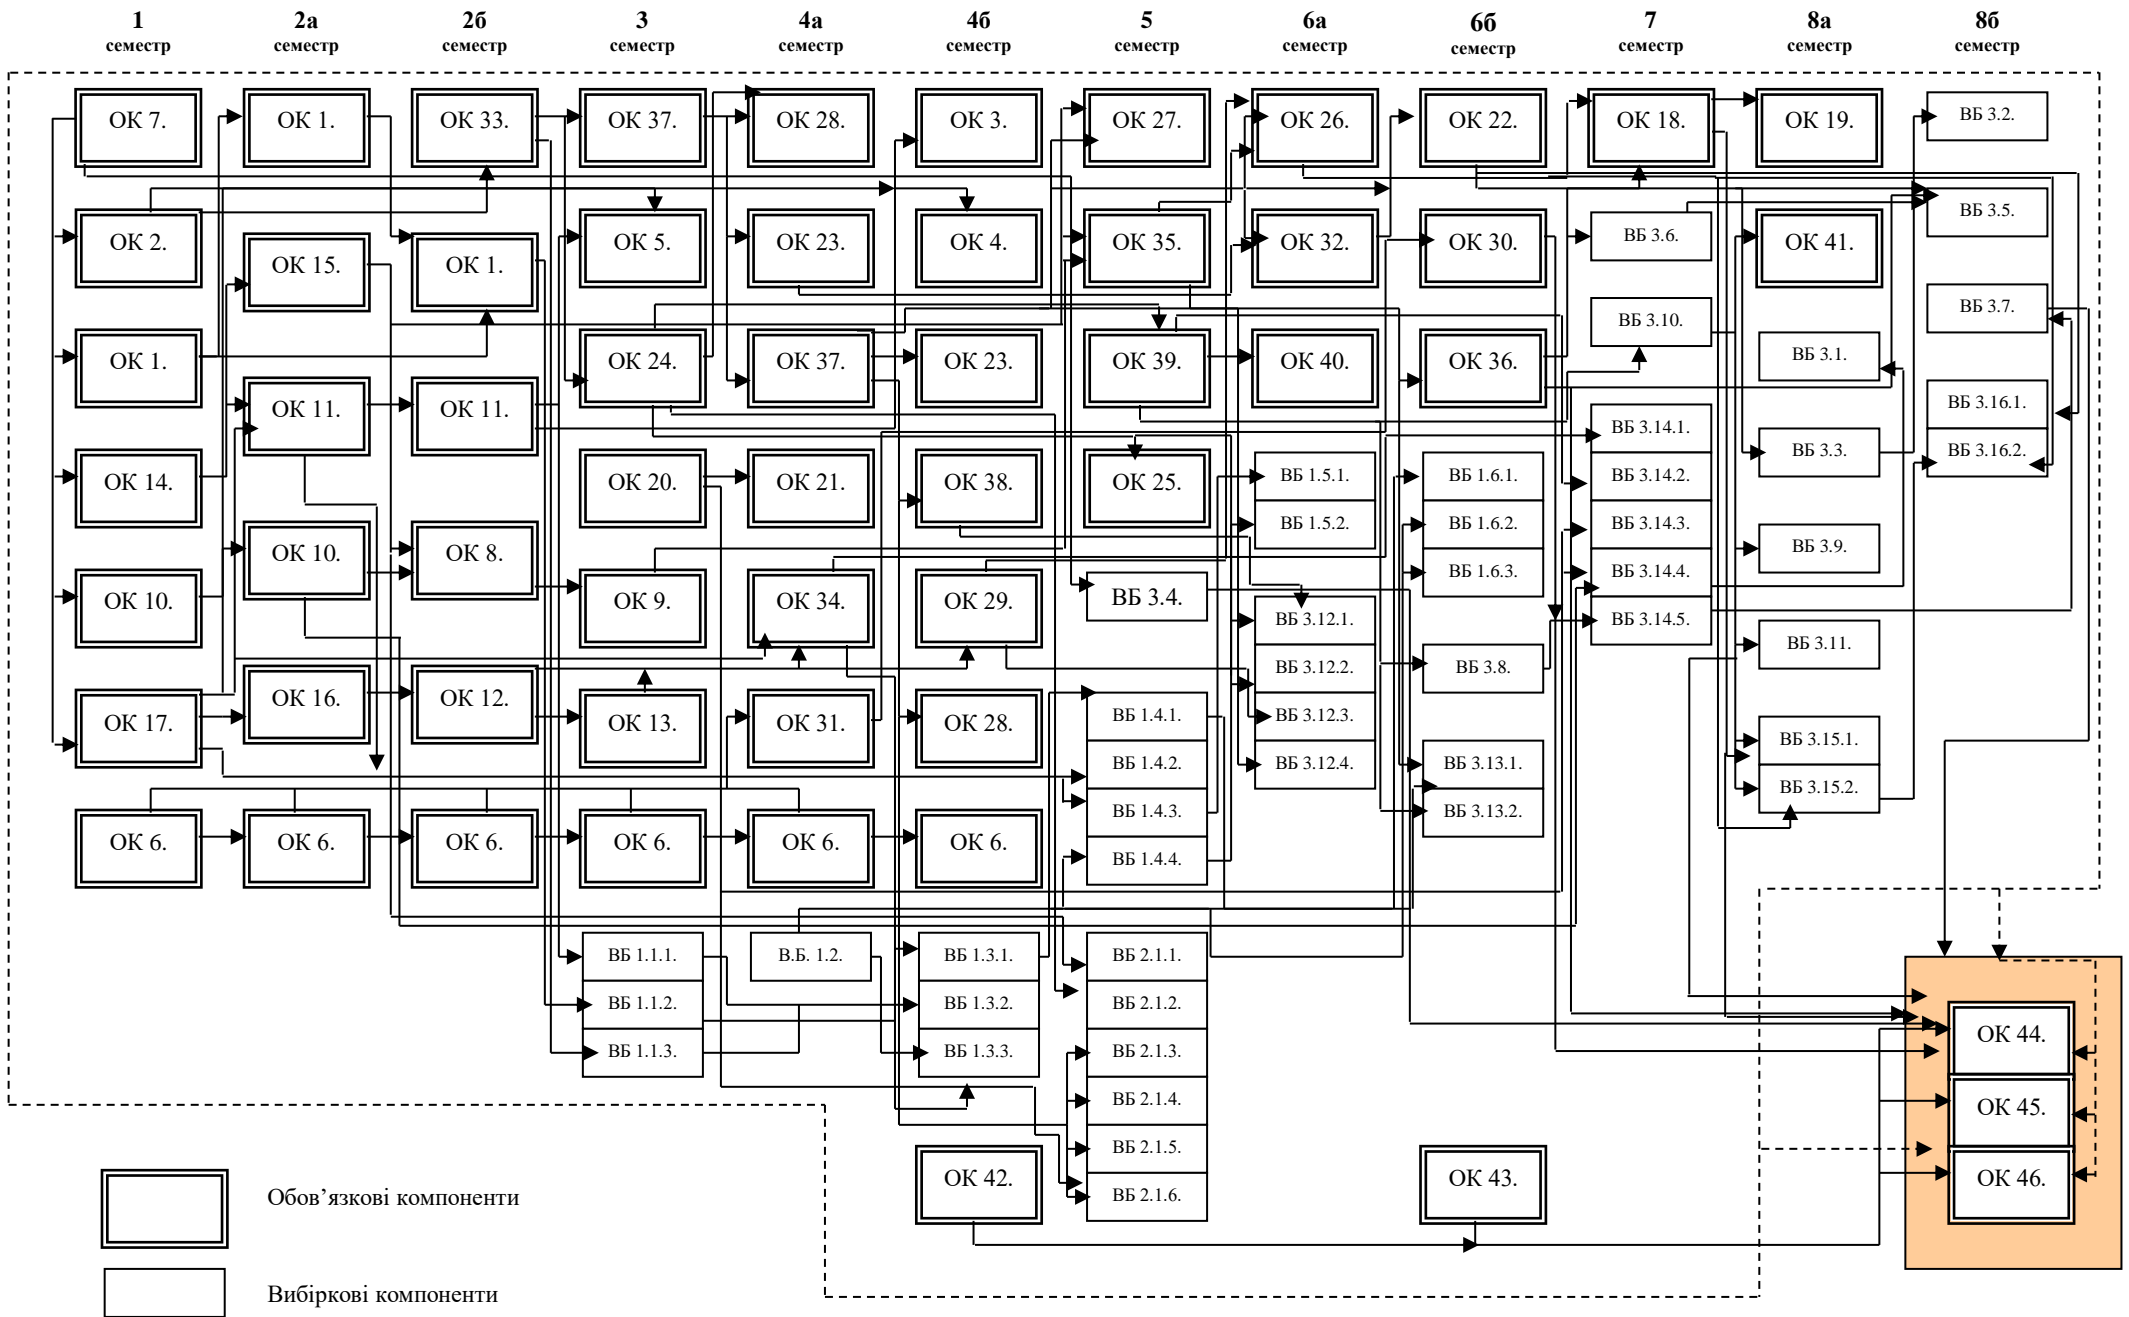 1 2а 2б 3 4а 4б 5 6а 6б 7 8а 8б
семестр семестр семестр семестр семестр семестр семестр семестр семестр семестр семестр семестр
ОК 7. ОК 1. ОК 33. ОК 37. ОК 28. ОК 3. ОК 27. ОК 26. ОК 22. ОК 18. ОК 19. ВБ 3.2.
ВБ 3.5.
ОК 2. ОК 5. ОК 23. ОК 4. ОК 35. ОК 32. ОК 30. ВБ 3.6. ОК 41.
ОК 15. ОК 1.
ВБ 3.7.
ВБ 3.10.
ОК 1. ОК 24. ОК 37. ОК 23. ОК 39. ОК 40. ОК 36. ВБ 3.1.
ОК 11. ОК 11. ВБ 3.16.1.
ВБ 3.14.1.
ВБ 3.3. ВБ 3.16.2.
ОК 14. ОК 20. ОК 21. ОК 38. ОК 25. ВБ 1.5.1. ВБ 1.6.1. ВБ 3.14.2.
ВБ 1.5.2. ВБ 1.6.2. ВБ 3.14.3.
ОК 10. ОК 8. ВБ 3.9.
ВБ 1.6.3. ВБ 3.14.4.
ОК 10. ОК 9. ОК 34. ОК 29. ВБ 3.4.
ВБ 3.12.1. ВБ 3.14.5.
ВБ 3.11.
ВБ 3.12.2. ВБ 3.8.
ОК 16. ОК 12.
ОК 17. ОК 13. ОК 31. ОК 28. ВБ 1.4.1. ВБ 3.12.3.
ВБ 3.15.1.
ВБ 1.4.2. ВБ 3.12.4. ВБ 3.13.1.
ВБ 3.15.2.
ВБ 1.4.3. ВБ 3.13.2.
ОК 6. ОК 6. ОК 6. ОК 6. ОК 6. ОК 6.
ВБ 1.4.4.
ВБ 1.1.1. В.Б. 1.2. ВБ 1.3.1. ВБ 2.1.1.
ВБ 1.1.2. ВБ 1.3.2. ВБ 2.1.2.
ОК 44.
ВБ 1.1.3. ВБ 1.3.3. ВБ 2.1.3.
ВБ 2.1.4.
ОК 45.
ВБ 2.1.5.
ОК 42. ОК 43. ОК 46.
ВБ 2.1.6.
Обов’язкові компоненти
Вибіркові компоненти